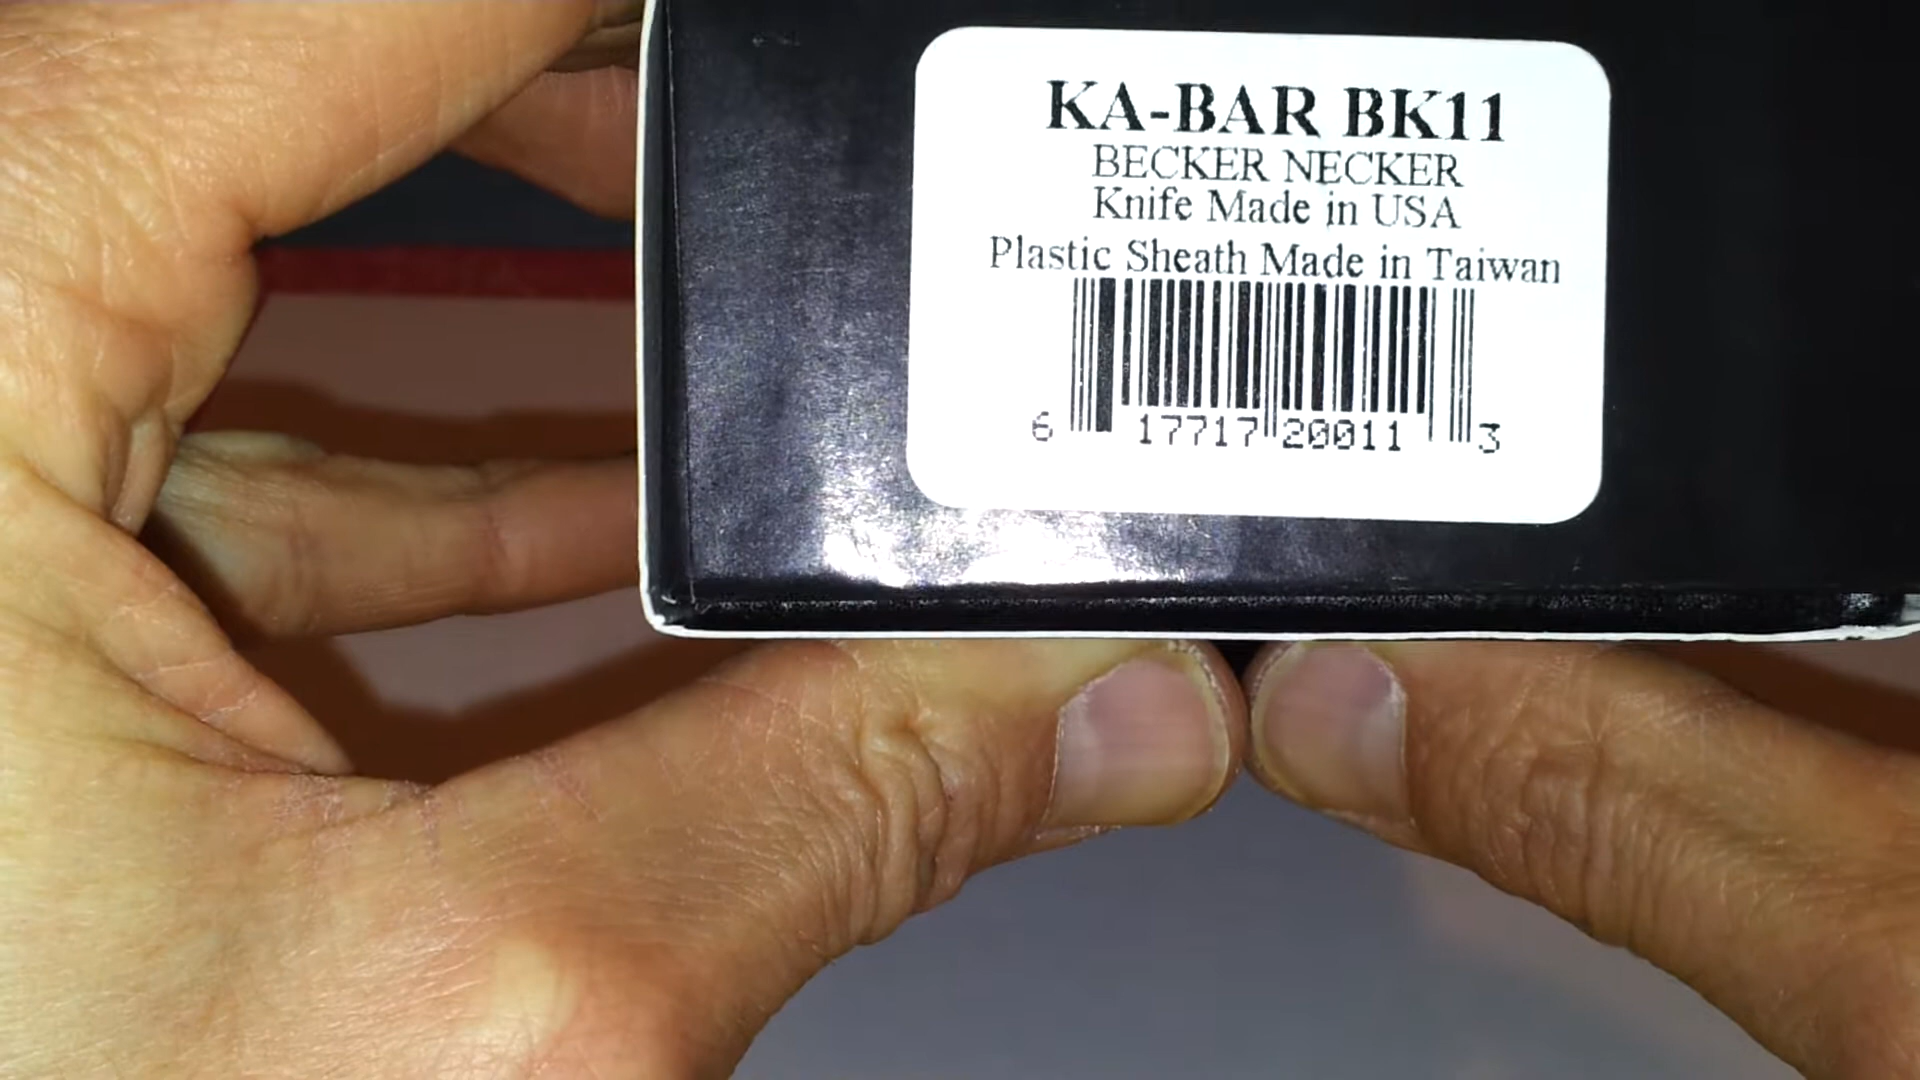 KA-BAR BK11
BECKER NECKER
Knife Made in USA
Plastic Sheath Made in Taiwan
6 17717 20011 3